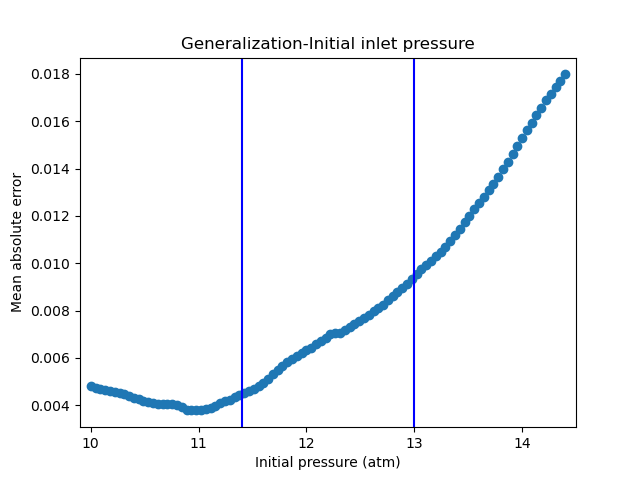 Generalization-Initial inlet pressure
0.018
0.016
0.014
0.012
0.010
0.008
0.006
0.004
Mean absolute error
10 11 12 13 14
Initial pressure (atm)